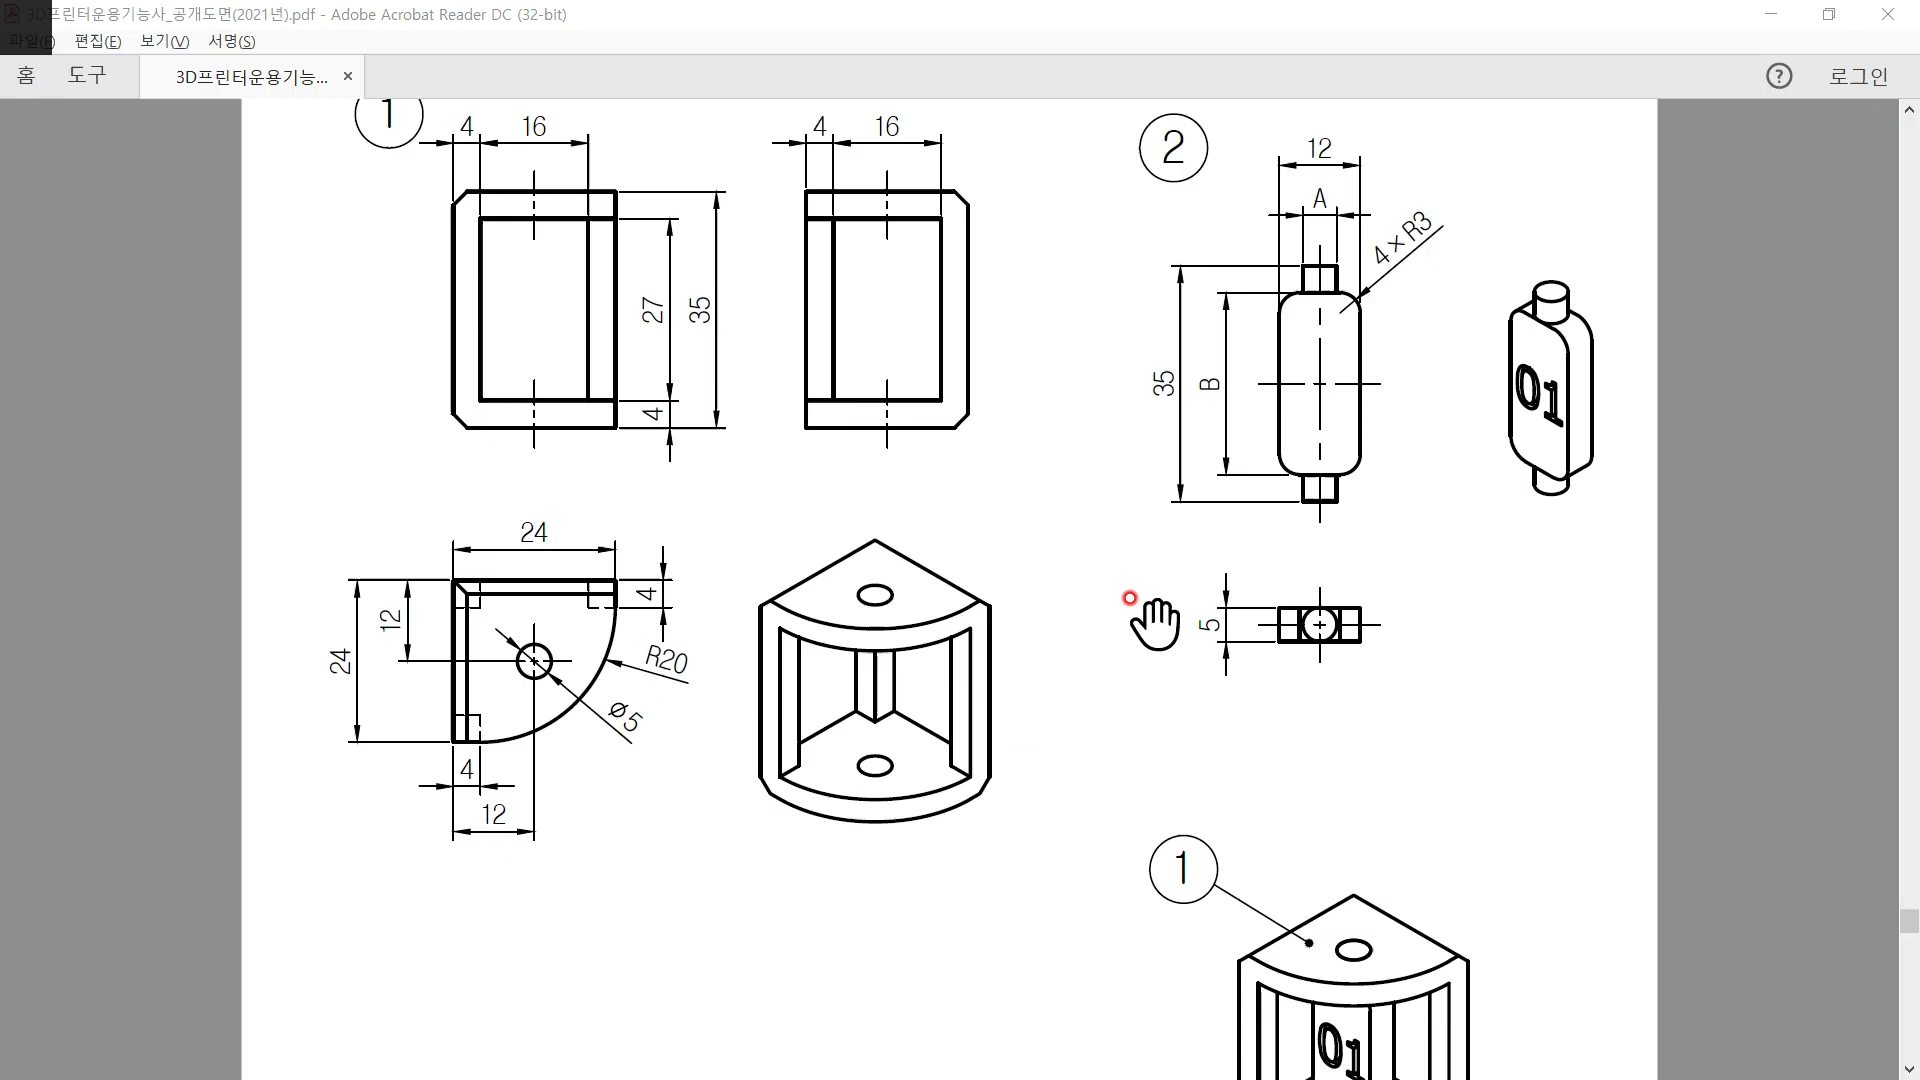 3D프린터운용기능사_공개도면(2021년).pdf - Adobe Acrobat Reader DC (32-bit)
파일(F) 편집(E) 보기(V) 서명(S)
홈 도구 3D프린터운용기능... × ? 로그인
1
4 16
4 16
27
35
4
2
12
A
4×R3
35
B
01
24
24
12
4
R20
ø5
4
12
5
1
01